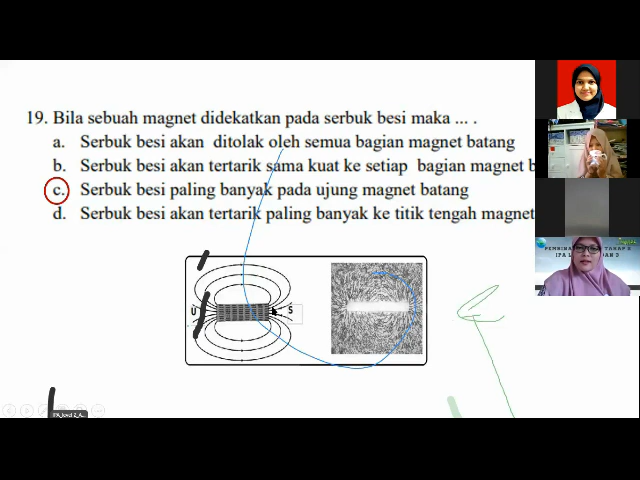 19. Bila sebuah magnet didekatkan pada serbuk besi maka ... .
a. Serbuk besi akan ditolak oleh semua bagian magnet batang
b. Serbuk besi akan tertarik sama kuat ke setiap bagian magnet b
c. Serbuk besi paling banyak pada ujung magnet batang
d. Serbuk besi akan tertarik paling banyak ke titik tengah magnet
U S